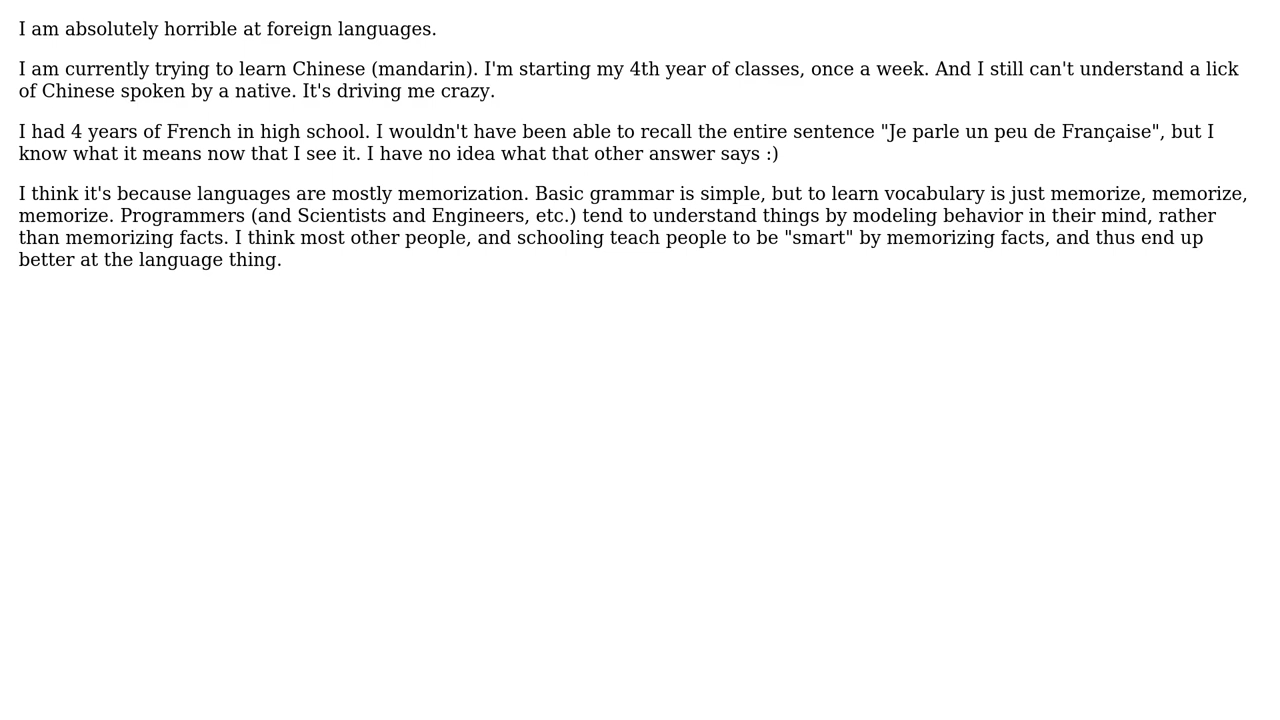 I am absolutely horrible at foreign languages.
I am currently trying to learn Chinese (mandarin). I'm starting my 4th year of classes, once a week. And I still can't understand a lick
of Chinese spoken by a native. It's driving me crazy.
I had 4 years of French in high school. I wouldn't have been able to recall the entire sentence "Je parle un peu de Française", but I
know what it means now that I see it. I have no idea what that other answer says :)
I think it's because languages are mostly memorization. Basic grammar is simple, but to learn vocabulary is just memorize, memorize,
memorize. Programmers (and Scientists and Engineers, etc.) tend to understand things by modeling behavior in their mind, rather
than memorizing facts. I think most other people, and schooling teach people to be "smart" by memorizing facts, and thus end up
better at the language thing.